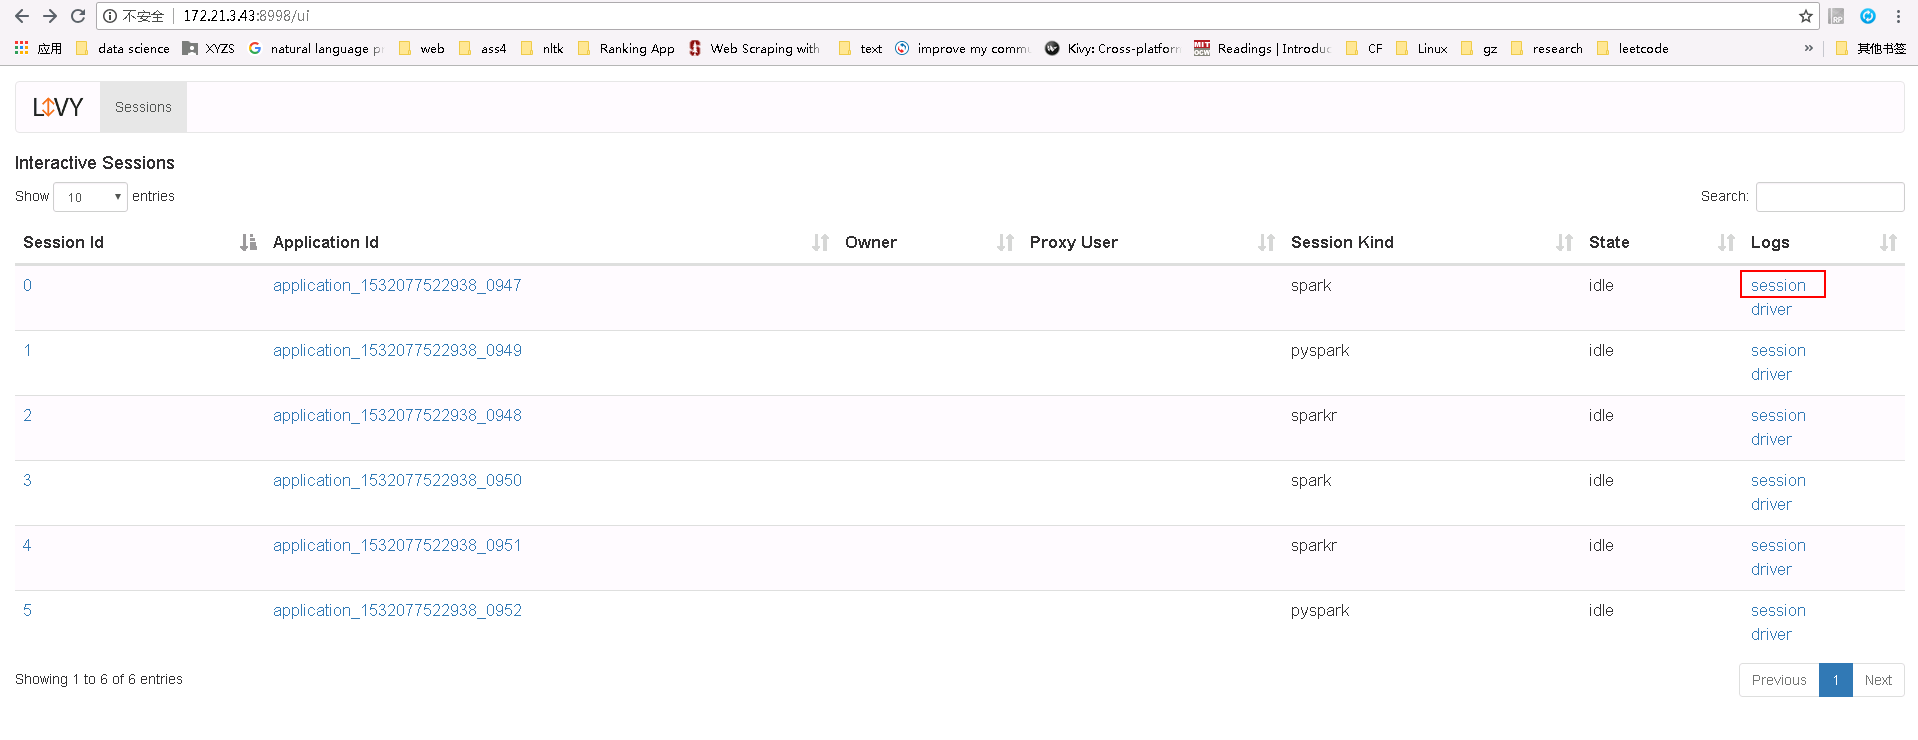 不安全 172.21.3.43:8998/ui
应用 data science XYZS natural language pr web ass4 nltk Ranking App Web Scraping with text improve my commu Kivy: Cross-platform Readings | Introduc CF Linux gz research leetcode » 其他书签
LIVY Sessions
Interactive Sessions
Show 10 entries Search:
Session Id Application Id Owner Proxy User Session Kind State Logs
0 application_1532077522938_0947 spark idle session
driver
1 application_1532077522938_0949 pyspark idle session
driver
2 application_1532077522938_0948 sparkr idle session
driver
3 application_1532077522938_0950 spark idle session
driver
4 application_1532077522938_0951 sparkr idle session
driver
5 application_1532077522938_0952 pyspark idle session
driver
Showing 1 to 6 of 6 entries Previous 1 Next